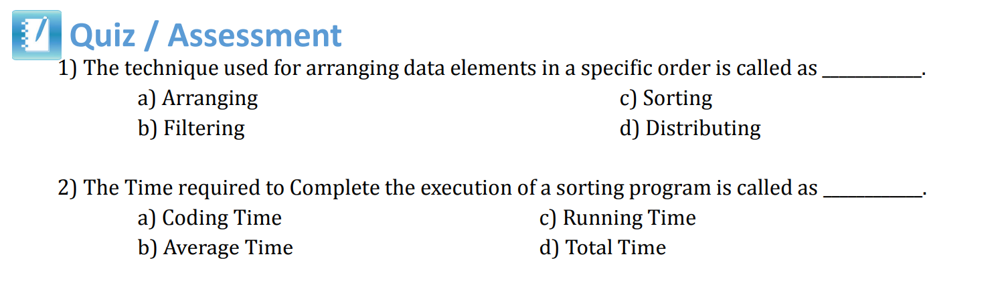 Quiz / Assessment
1) The technique used for arranging data elements in a specific order is called as ____________.
a) Arranging
c) Sorting
b) Filtering
d) Distributing
2) The Time required to Complete the execution of a sorting program is called as ____________.
a) Coding Time
c) Running Time
b) Average Time
d) Total Time